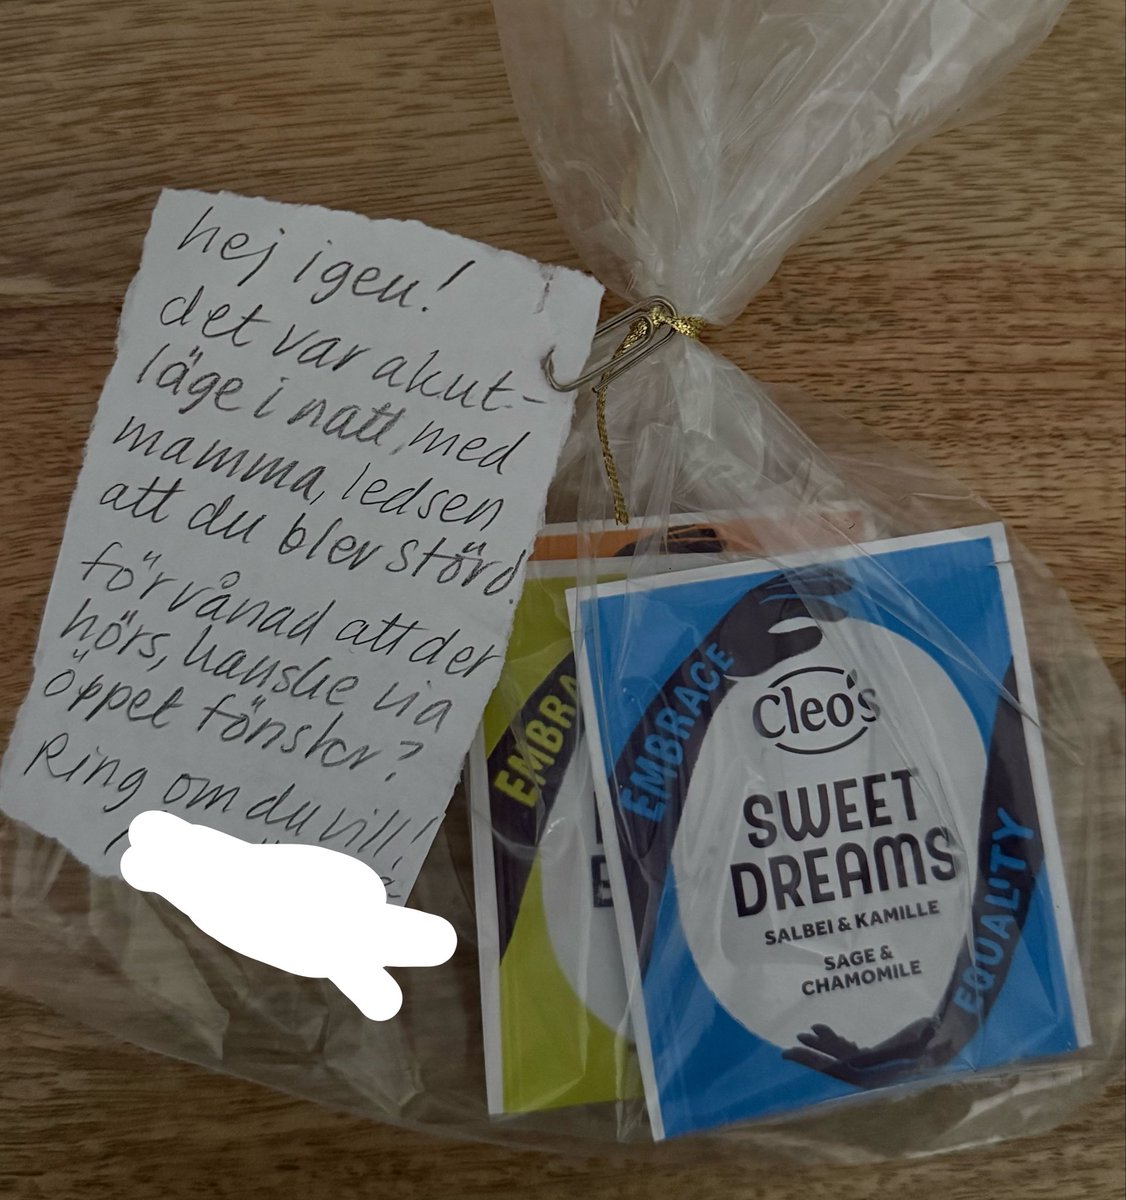 hej igen!
det var akut-
läge i natt, med
mamma, ledsen
att du blev störd.
förvånad att det
hörs, kanske via
öppet fönster?
Ring om du vill!
EMBRA
EMBRACE
Cleo's
SWEET
DREAMS
SALBEI & KAMILLE
SAGE &
CHAMOMILE
EQUALITY